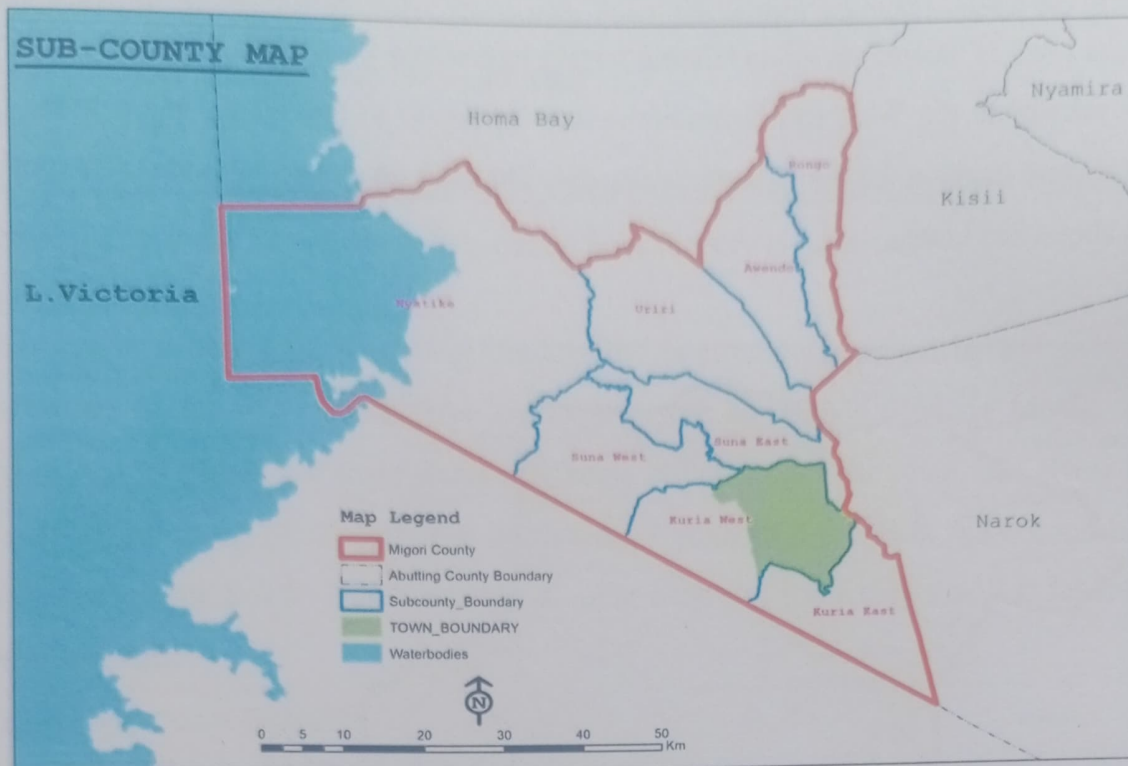 SUB-COUNTY MAP
Nyamira
Homa Bay
Rongo
Kisii
Awendo
L.Victoria
Nyatike
Uriri
Suna East
Suna West
Kuria West
Narok
Map Legend
Migori County
Abutting County Boundary
Subcounty_Boundary
TOWN_BOUNDARY
Waterbodies
Kuria East
N
0 5 10 20 30 40 50
Km